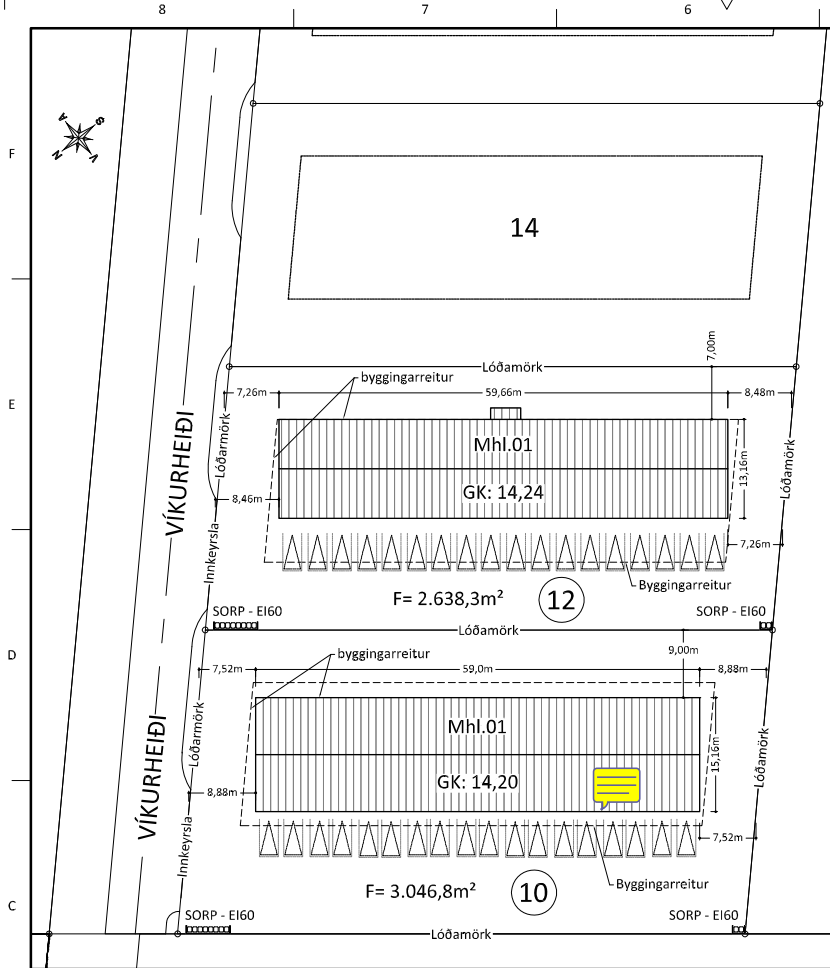 8
7
6
F
A
S
N
V
14
7,00m
Lóðamörk
byggingarreitur
E
7,26m
59,66m
8,48m
Mhl.01
GK: 14,24
13,16m
Lóðarmörk
VÍKURHEIÐI
Lóðamörk
8,46m
7,26m
Innkeyrsla
Byggingarreitur
F= 2.638,3m²
12
SORP - EI60
SORP - EI60
Lóðamörk
D
byggingarreitur
9,00m
7,52m
59,0m
8,88m
Mhl.01
GK: 14,20
15,16m
Lóðarmörk
VÍKURHEIÐI
Lóðamörk
8,88m
7,52m
Innkeyrsla
Byggingarreitur
F= 3.046,8m²
10
C
SORP - EI60
SORP - EI60
Lóðamörk